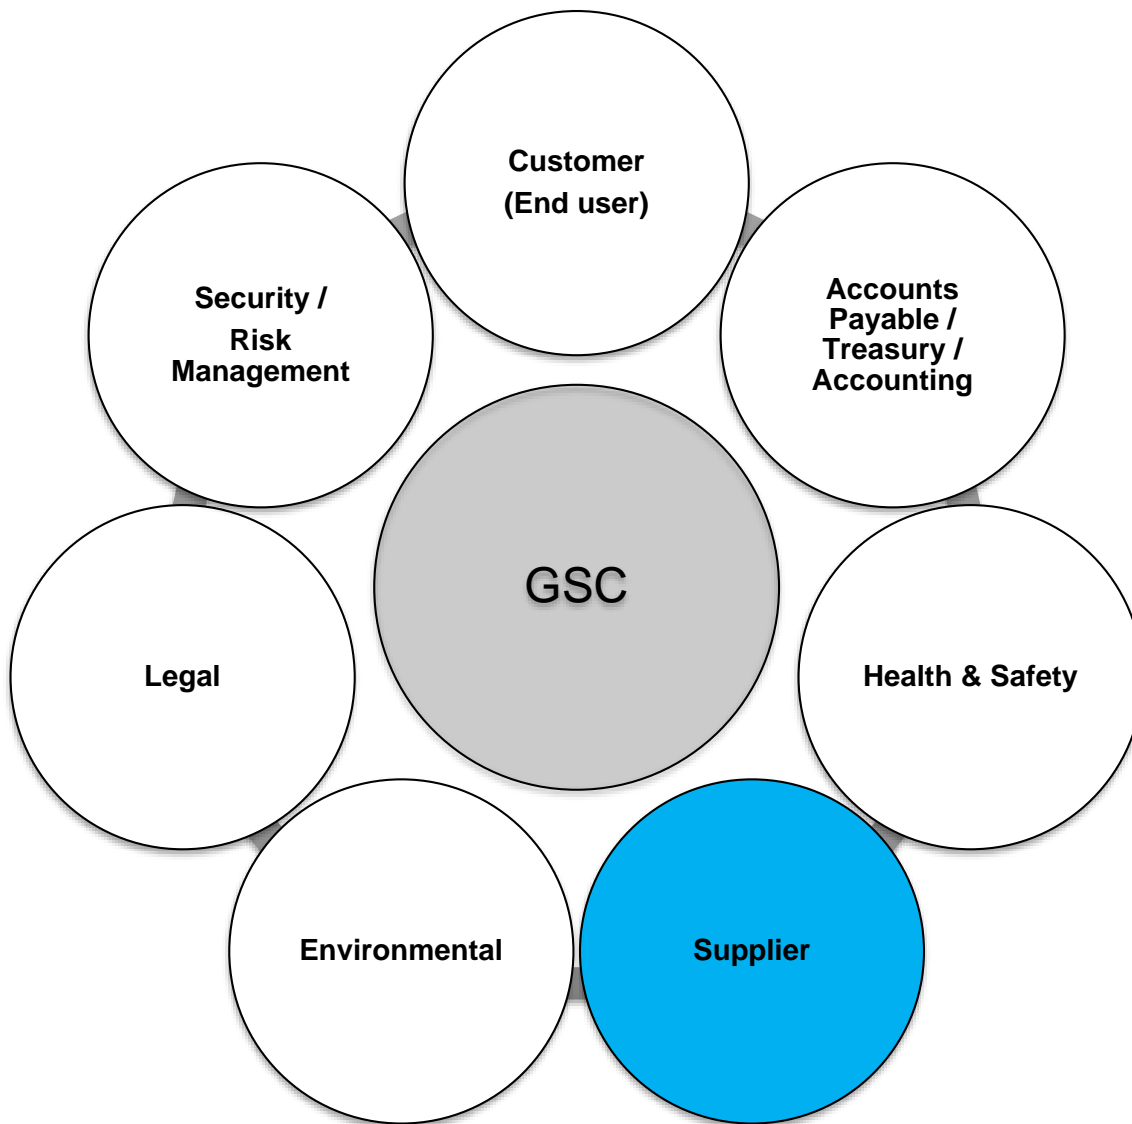 Customer
(End user)
Accounts
Payable /
Treasury /
Accounting
Security /
Risk
Management
GSC
Legal
Health & Safety
Environmental
Supplier